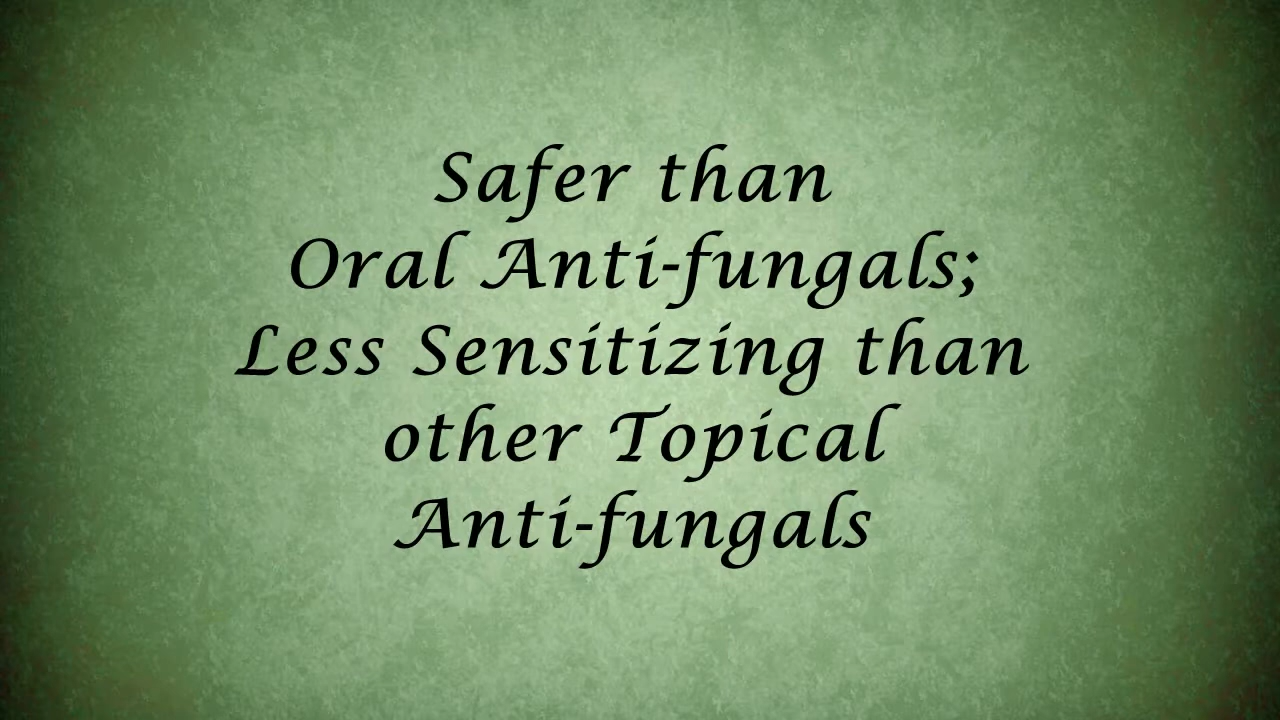 Safer than
Oral Anti-fungals;
Less Sensitizing than
other Topical
Anti-fungals